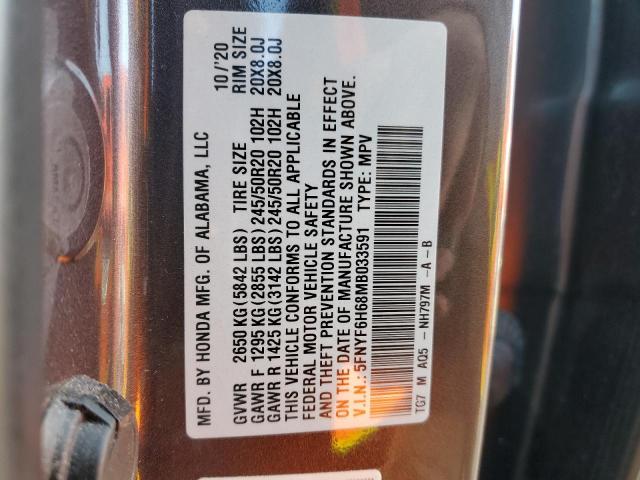 MFD. BY HONDA MFG. OF ALABAMA, LLC 10/'20
GVWR 2650 KG (5842 LBS) TIRE SIZE RIM SIZE
GAWR F 1295 KG (2855 LBS) 245/50R20 102H 20X8.0J
GAWR R 1425 KG (3142 LBS) 245/50R20 102H 20X8.0J
THIS VEHICLE CONFORMS TO ALL APPLICABLE
FEDERAL MOTOR VEHICLE SAFETY
AND THEFT PREVENTION STANDARDS IN EFFECT
ON THE DATE OF MANUFACTURE SHOWN ABOVE.
V.I.N.: 5FNYF6H68MB033591 TYPE: MPV
TG7 M AQ5 - NH797M -A -B